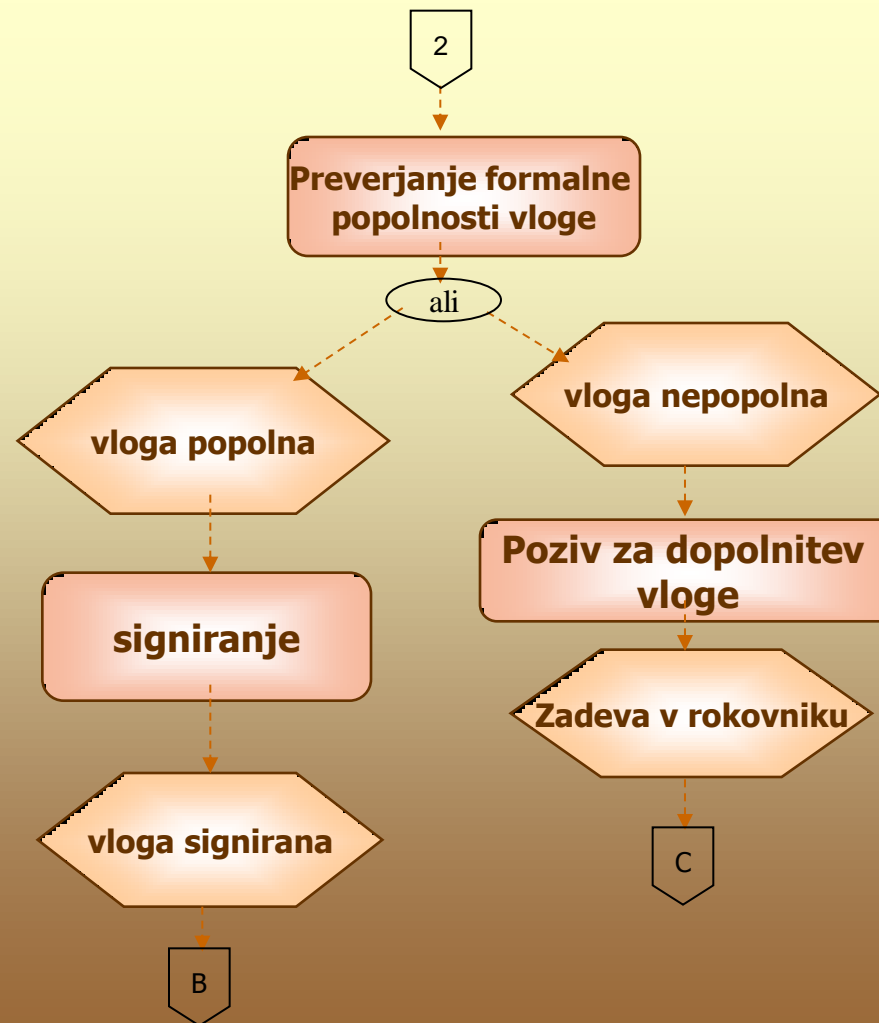 2
Preverjanje formalne
popolnosti vloge
ali
vloga popolna
signiranje
vloga signirana
B
vloga nepopolna
Poziv za dopolnitev
vloge
Zadeva v rokovniku
C